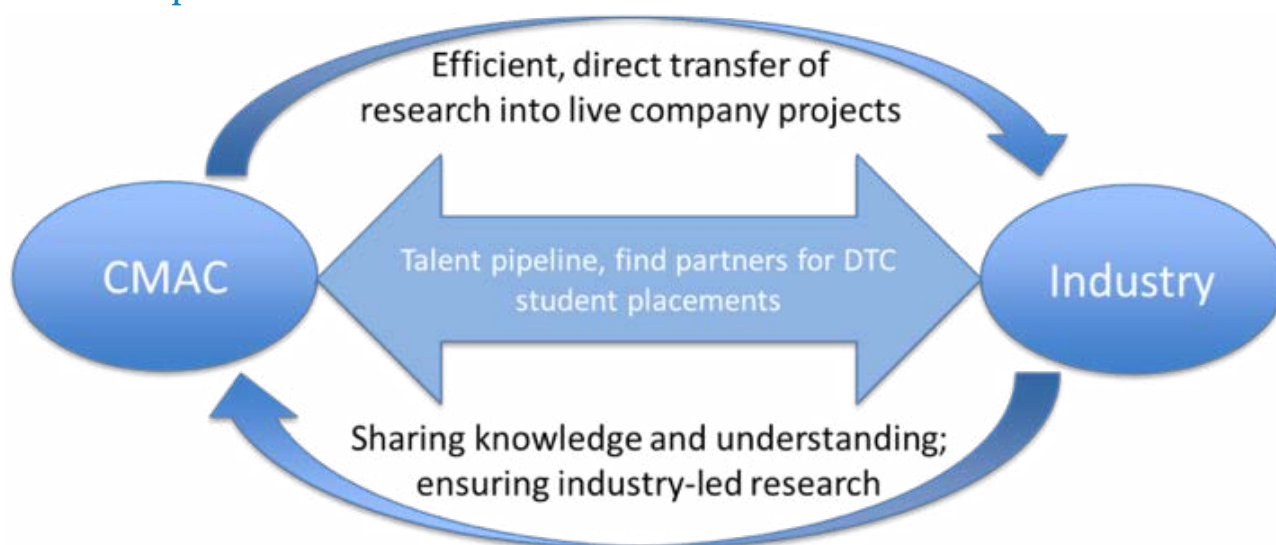 Efficient, direct transfer of
research into live company projects
CMAC
Talent pipeline, find partners for DTC
student placements
Industry
Sharing knowledge and understanding;
ensuring industry-led research